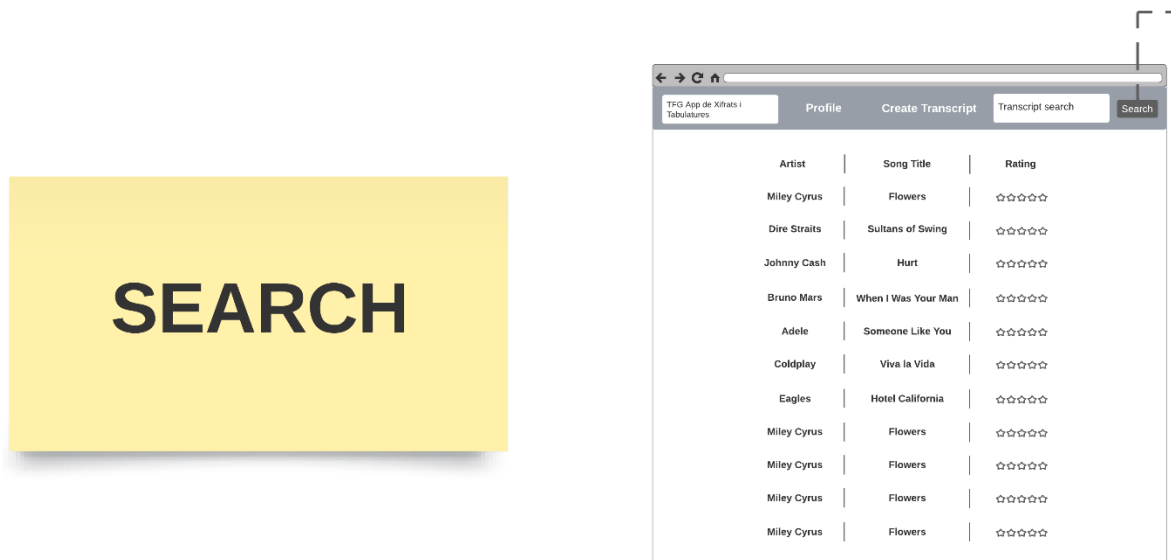 SEARCH
TFG App de Xifrats i
Tabulatures
Profile
Create Transcript
Transcript search
Search
Artist Song Title Rating
Miley Cyrus Flowers
Dire Straits Sultans of Swing
Johnny Cash Hurt
Bruno Mars When I Was Your Man
Adele Someone Like You
Coldplay Viva la Vida
Eagles Hotel California
Miley Cyrus Flowers
Miley Cyrus Flowers
Miley Cyrus Flowers
Miley Cyrus Flowers